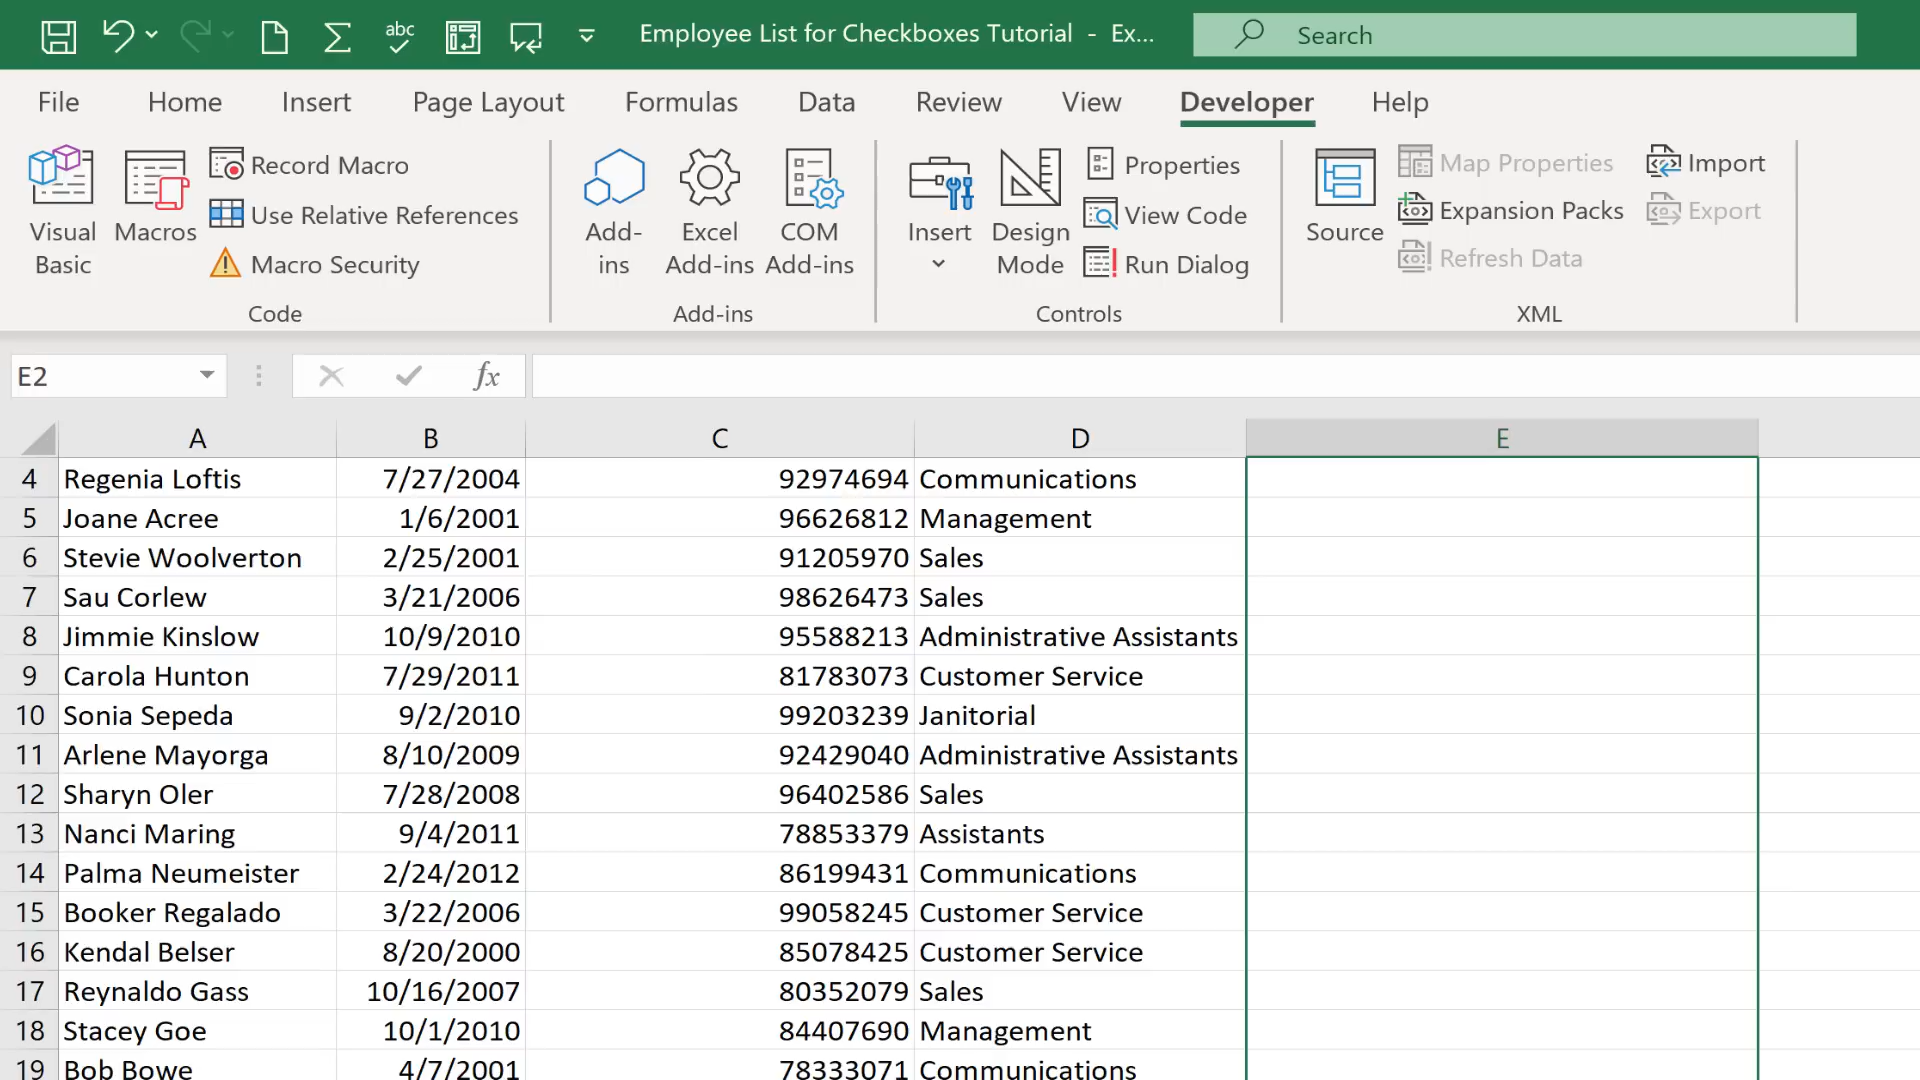 abc
Employee List for Checkboxes Tutorial - Ex...
Search
File Home Insert Page Layout Formulas Data Review View Developer Help
Visual Basic
Macros
Record Macro
Use Relative References
Macro Security
Code
Add-ins
Excel Add-ins
COM Add-ins
Add-ins
Insert
Design Mode
Properties
View Code
Run Dialog
Controls
Source
Map Properties
Expansion Packs
Refresh Data
Import
Export
XML
E2
fx
A B C D E
4 Regenia Loftis 7/27/2004 92974694 Communications
5 Joane Acree 1/6/2001 96626812 Management
6 Stevie Woolverton 2/25/2001 91205970 Sales
7 Sau Corlew 3/21/2006 98626473 Sales
8 Jimmie Kinslow 10/9/2010 95588213 Administrative Assistants
9 Carola Hunton 7/29/2011 81783073 Customer Service
10 Sonia Sepeda 9/2/2010 99203239 Janitorial
11 Arlene Mayorga 8/10/2009 92429040 Administrative Assistants
12 Sharyn Oler 7/28/2008 96402586 Sales
13 Nanci Maring 9/4/2011 78853379 Assistants
14 Palma Neumeister 2/24/2012 86199431 Communications
15 Booker Regalado 3/22/2006 99058245 Customer Service
16 Kendal Belser 8/20/2000 85078425 Customer Service
17 Reynaldo Gass 10/16/2007 80352079 Sales
18 Stacey Goe 10/1/2010 84407690 Management
19 Bob Bowe 4/7/2001 78333071 Communications